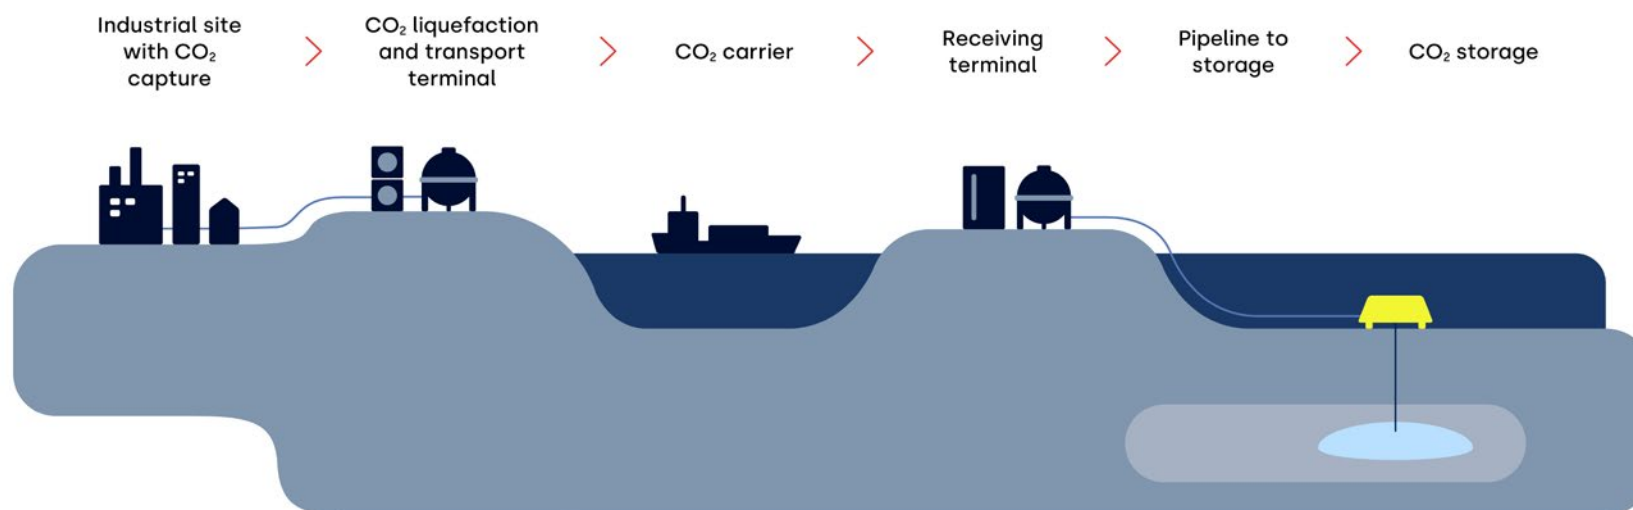 Industrial site
with CO₂
capture
CO₂ liquefaction
and transport
terminal
CO₂ carrier
Receiving
terminal
Pipeline to
storage
CO₂ storage